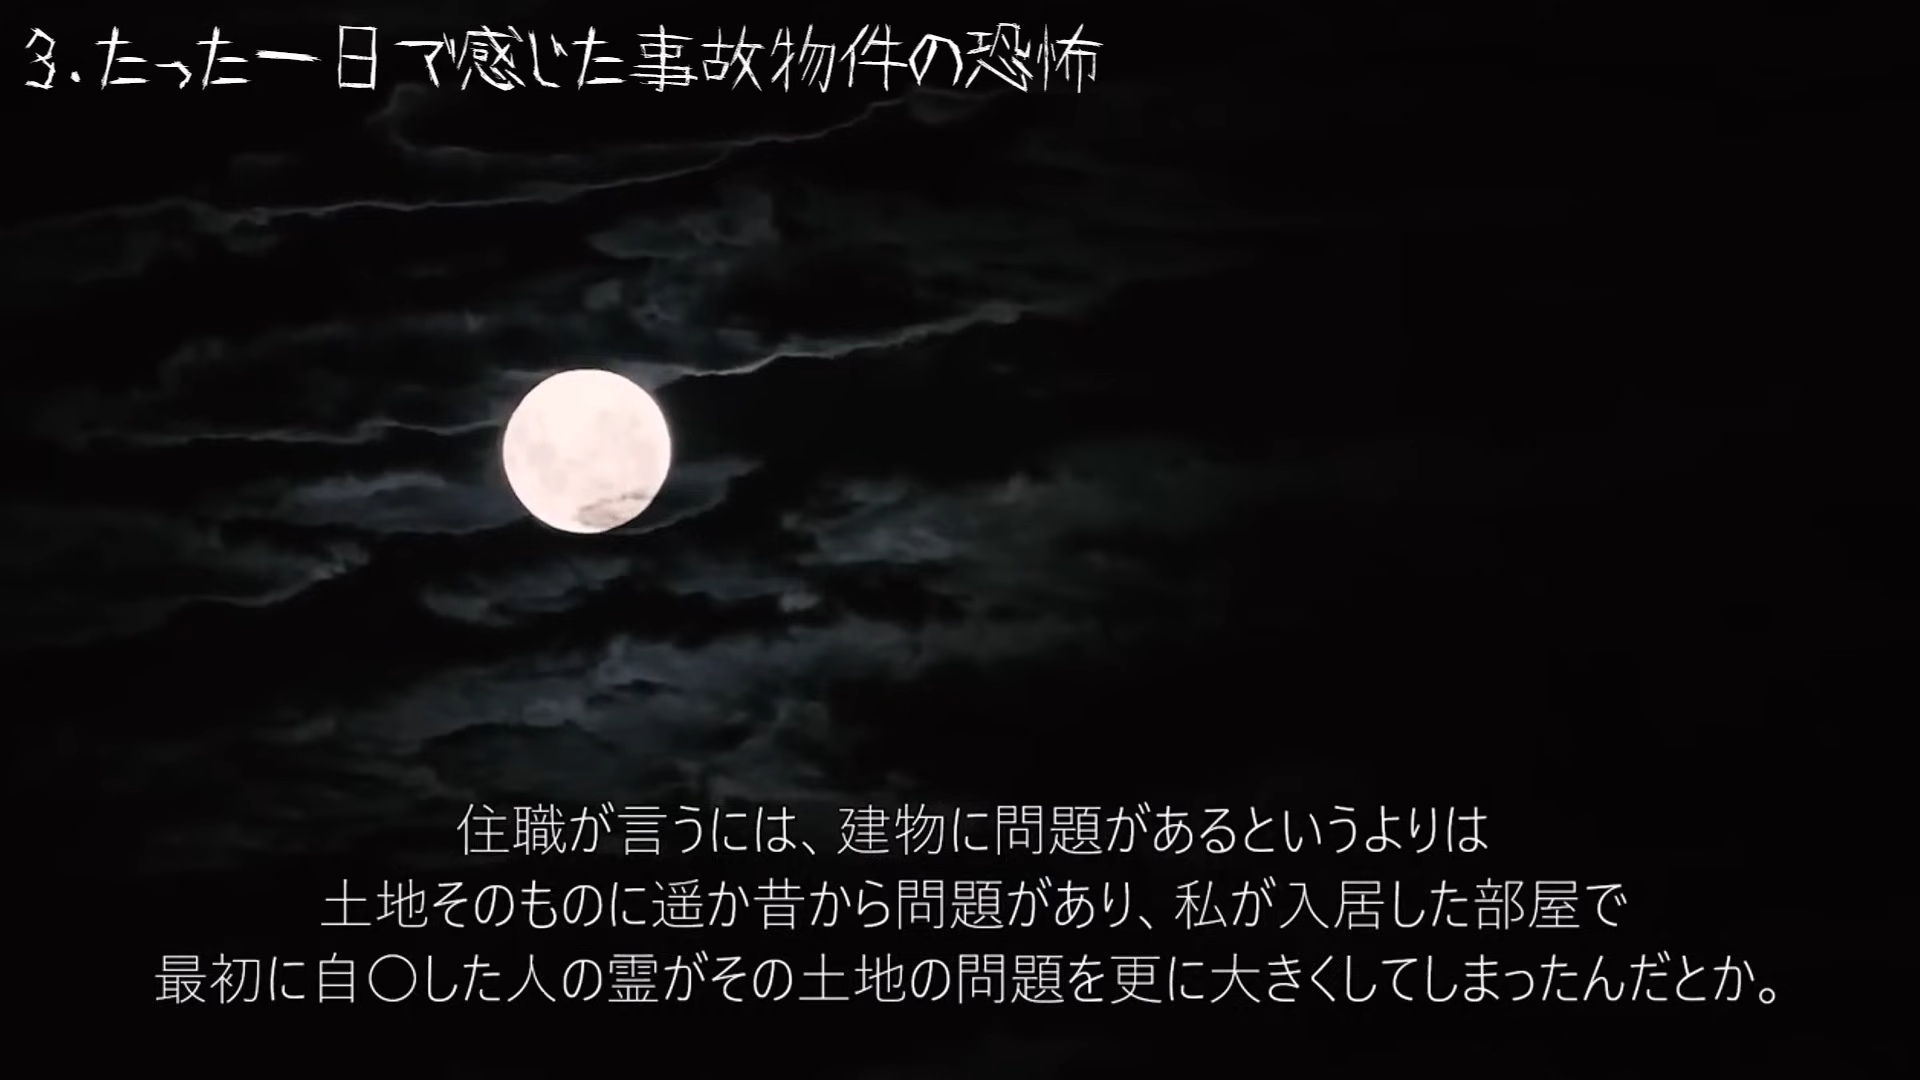 3.たった一日で感じた事故物件の恐怖
住職が言うには、建物に問題があるというよりは
土地そのものに遥か昔から問題があり、私が入居した部屋で
最初に自〇した人の霊がその土地の問題を更に大きくしてしまったんだとか。